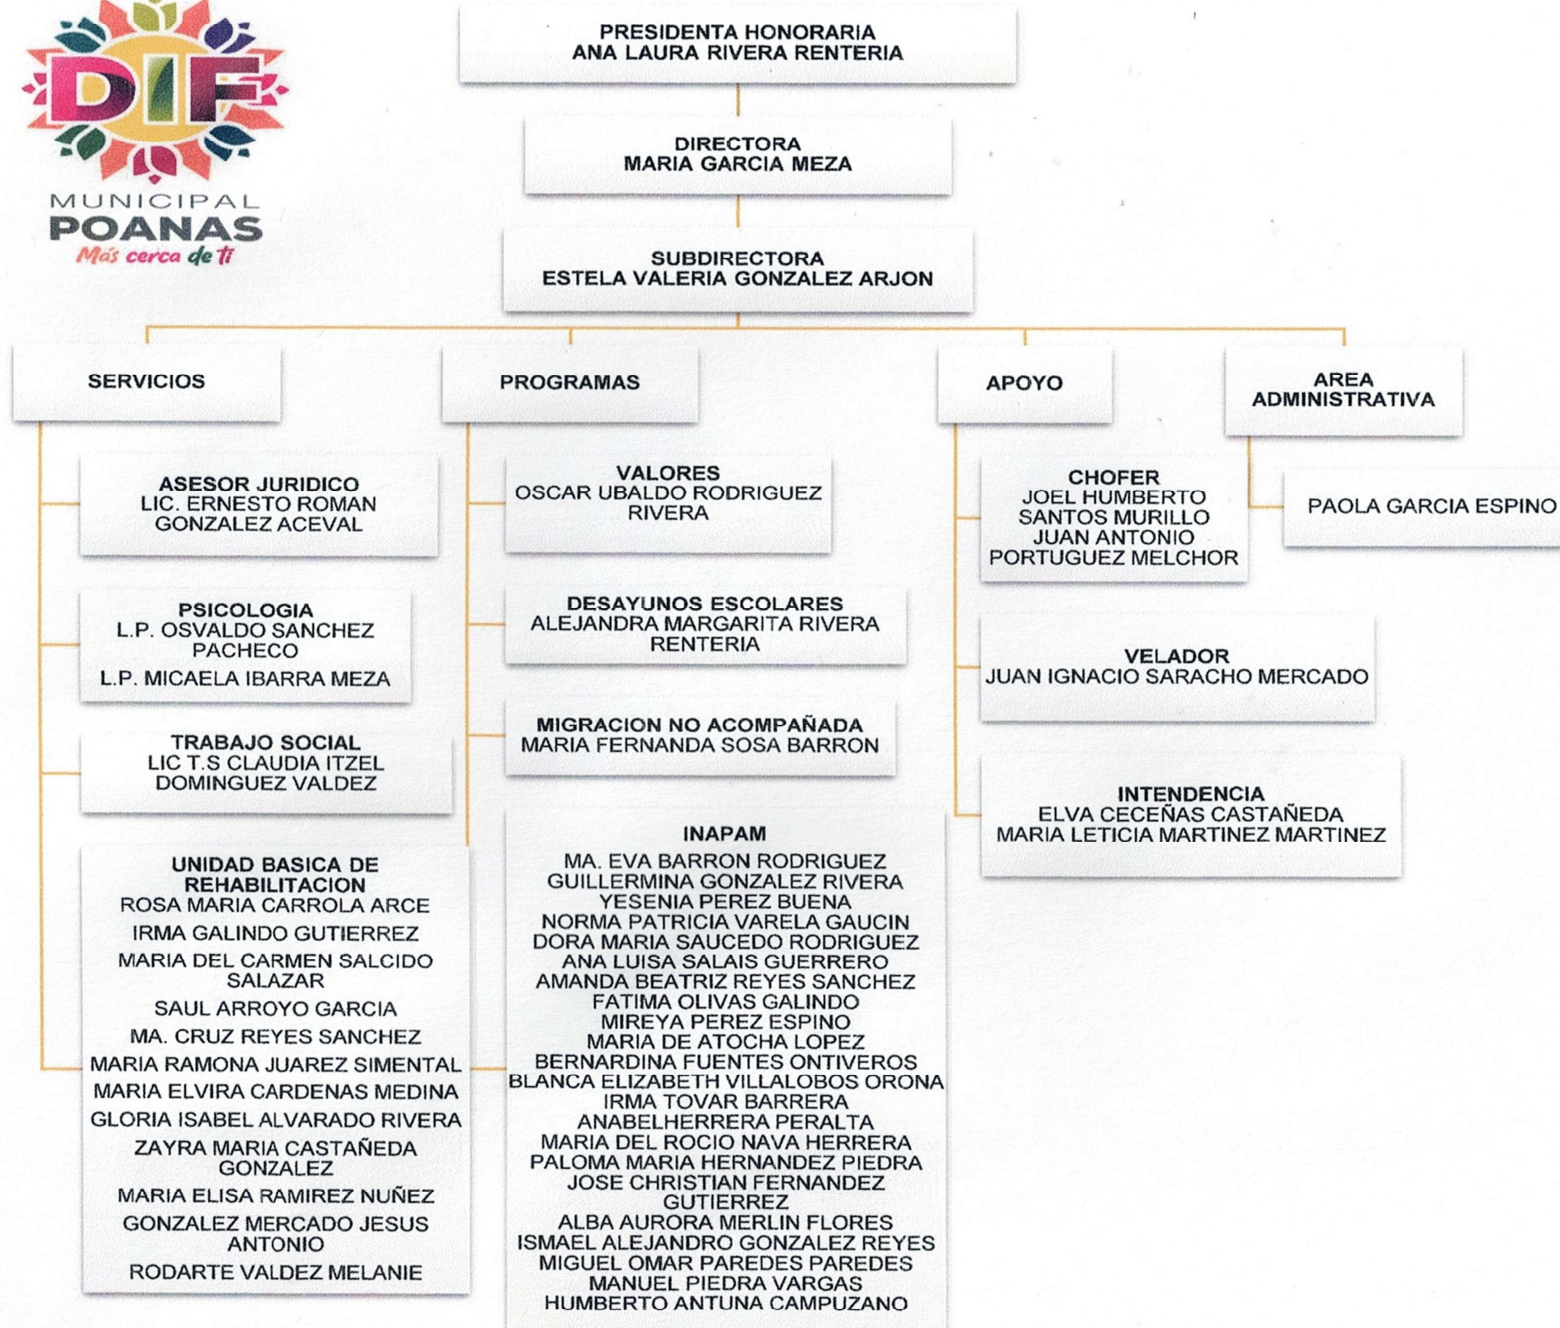 DIF
MUNICIPAL
POANAS
Más cerca de ti
PRESIDENTA HONORARIA
ANA LAURA RIVERA RENTERIA
DIRECTORA
MARIA GARCIA MEZA
SUBDIRECTORA
ESTELA VALERIA GONZALEZ ARJON
SERVICIOS
ASESOR JURIDICO
LIC. ERNESTO ROMAN
GONZALEZ ACEVAL
PSICOLOGIA
L.P. OSVALDO SANCHEZ
PACHECO
L.P. MICAELA IBARRA MEZA
TRABAJO SOCIAL
LIC T.S CLAUDIA ITZEL
DOMINGUEZ VALDEZ
UNIDAD BASICA DE
REHABILITACION
ROSA MARIA CARROLA ARCE
IRMA GALINDO GUTIERREZ
MARIA DEL CARMEN SALCIDO
SALAZAR
SAUL ARROYO GARCIA
MA. CRUZ REYES SANCHEZ
MARIA RAMONA JUAREZ SIMENTAL
MARIA ELVIRA CARDENAS MEDINA
GLORIA ISABEL ALVARADO RIVERA
ZAYRA MARIA CASTAÑEDA
GONZALEZ
MARIA ELISA RAMIREZ NUÑEZ
GONZALEZ MERCADO JESUS
ANTONIO
RODARTE VALDEZ MELANIE
PROGRAMAS
VALORES
OSCAR UBALDO RODRIGUEZ
RIVERA
DESAYUNOS ESCOLARES
ALEJANDRA MARGARITA RIVERA
RENTERIA
MIGRACION NO ACOMPAÑADA
MARIA FERNANDA SOSA BARRON
INAPAM
MA. EVA BARRON RODRIGUEZ
GUILLERMINA GONZALEZ RIVERA
YESENIA PEREZ BUENA
NORMA PATRICIA VARELA GAUCIN
DORA MARIA SAUCEDO RODRIGUEZ
ANA LUISA SALAIS GUERRERO
AMANDA BEATRIZ REYES SANCHEZ
FATIMA OLIVAS GALINDO
MIREYA PEREZ ESPINO
MARIA DE ATOCHA LOPEZ
BERNARDINA FUENTES ONTIVEROS
BLANCA ELIZABETH VILLALOBOS ORONA
IRMA TOVAR BARRERA
ANABELHERRERA PERALTA
MARIA DEL ROCIO NAVA HERRERA
PALOMA MARIA HERNANDEZ PIEDRA
JOSE CHRISTIAN FERNANDEZ
GUTIERREZ
ALBA AURORA MERLIN FLORES
ISMAEL ALEJANDRO GONZALEZ REYES
MIGUEL OMAR PAREDES PAREDES
MANUEL PIEDRA VARGAS
HUMBERTO ANTUNA CAMPUZANO
APOYO
CHOFER
JOEL HUMBERTO
SANTOS MURILLO
JUAN ANTONIO
PORTUGUEZ MELCHOR
VELADOR
JUAN IGNACIO SARACHO MERCADO
INTENDENCIA
ELVA CECEÑAS CASTAÑEDA
MARIA LETICIA MARTINEZ MARTINEZ
AREA
ADMINISTRATIVA
PAOLA GARCIA ESPINO